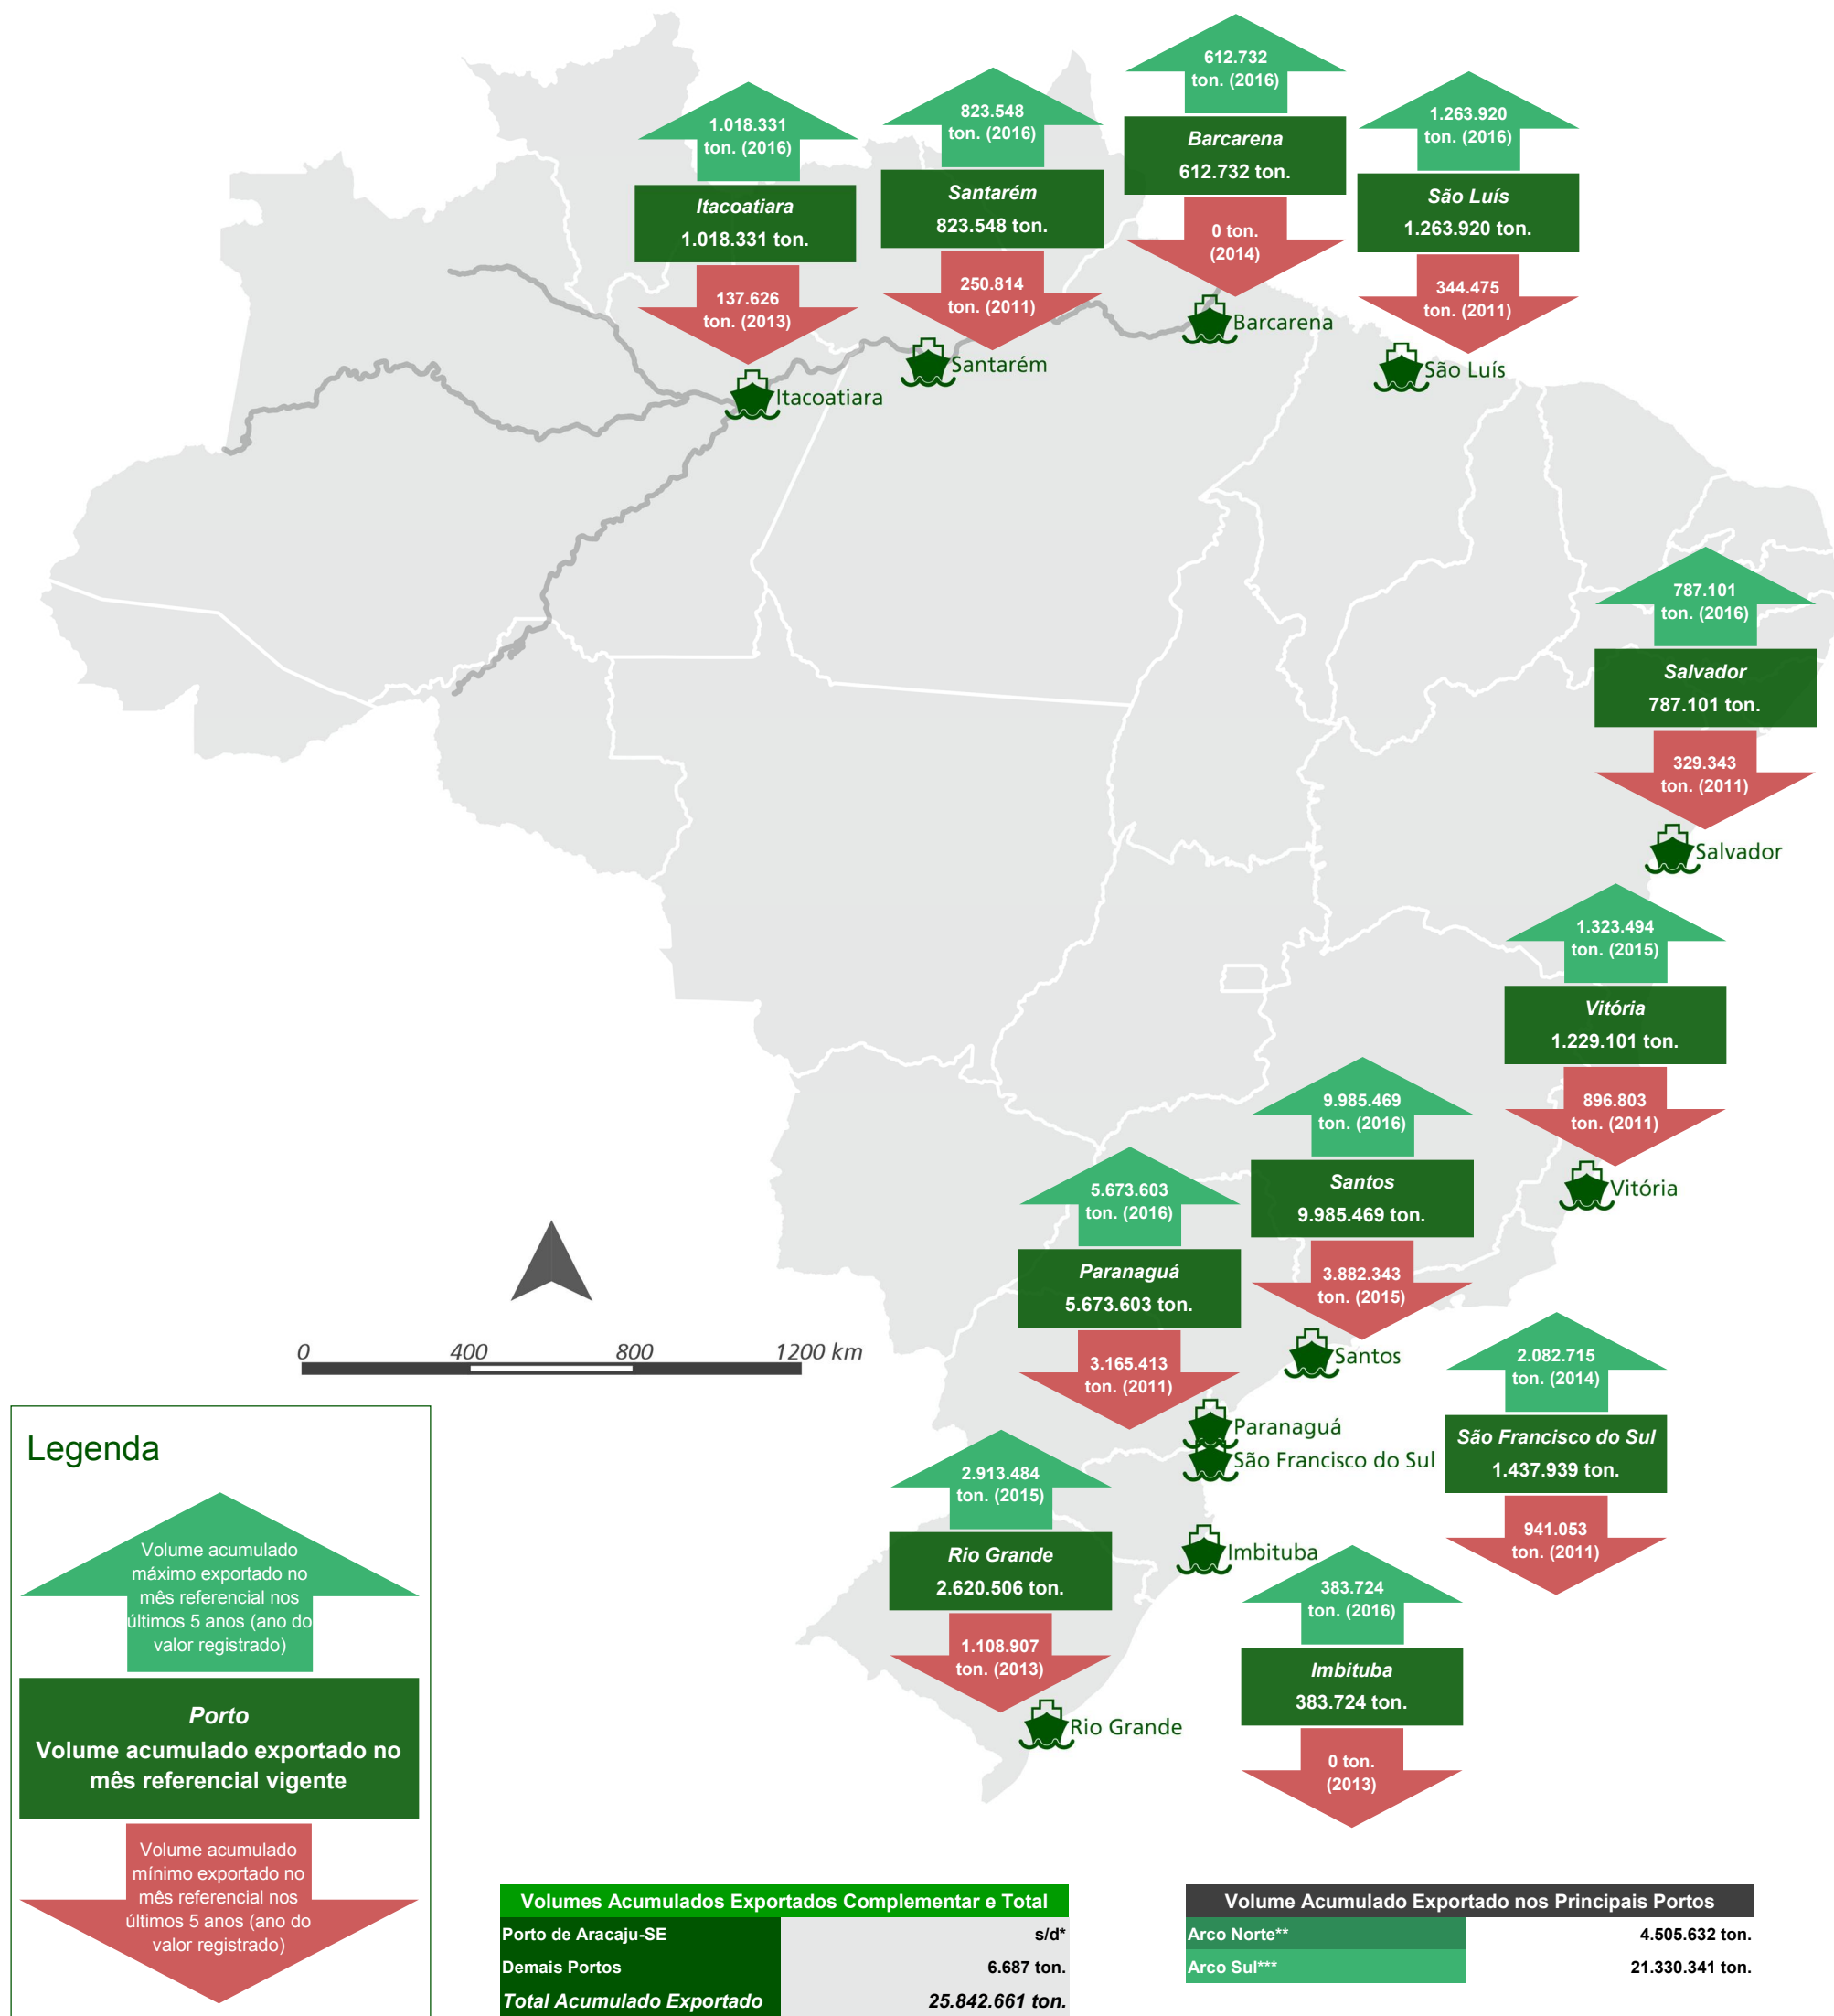 612.732
ton. (2016)
Barcarena
612.732 ton.
0 ton.
(2014)
1.018.331
ton. (2016)
Itacoatiara
1.018.331 ton.
137.626
ton. (2013)
823.548
ton. (2016)
Santarém
823.548 ton.
250.814
ton. (2011)
1.263.920
ton. (2016)
São Luís
1.263.920 ton.
344.475
ton. (2011)
Barcarena
Santarém
São Luís
Itacoatiara
787.101
ton. (2016)
Salvador
787.101 ton.
329.343
ton. (2011)
Salvador
1.323.494
ton. (2015)
Vitória
1.229.101 ton.
896.803
ton. (2011)
Vitória
9.985.469
ton. (2016)
Santos
9.985.469 ton.
3.882.343
ton. (2015)
Santos
5.673.603
ton. (2016)
Paranaguá
5.673.603 ton.
3.165.413
ton. (2011)
Paranaguá
São Francisco do Sul
2.082.715
ton. (2014)
São Francisco do Sul
1.437.939 ton.
941.053
ton. (2011)
2.913.484
ton. (2015)
Rio Grande
2.620.506 ton.
1.108.907
ton. (2013)
Rio Grande
Imbituba
383.724
ton. (2016)
Imbituba
383.724 ton.
0 ton.
(2013)
0 400 800 1200 km
Legenda
Volume acumulado
máximo exportado no
mês referencial nos
últimos 5 anos (ano do
valor registrado)
Porto
Volume acumulado exportado no
mês referencial vigente
Volume acumulado
mínimo exportado no
mês referencial nos
últimos 5 anos (ano do
valor registrado)
Volumes Acumulados Exportados Complementar e Total
Porto de Aracaju-SE s/d*
Demais Portos 6.687 ton.
Total Acumulado Exportado 25.842.661 ton.
Volume Acumulado Exportado nos Principais Portos
Arco Norte** 4.505.632 ton.
Arco Sul*** 21.330.341 ton.